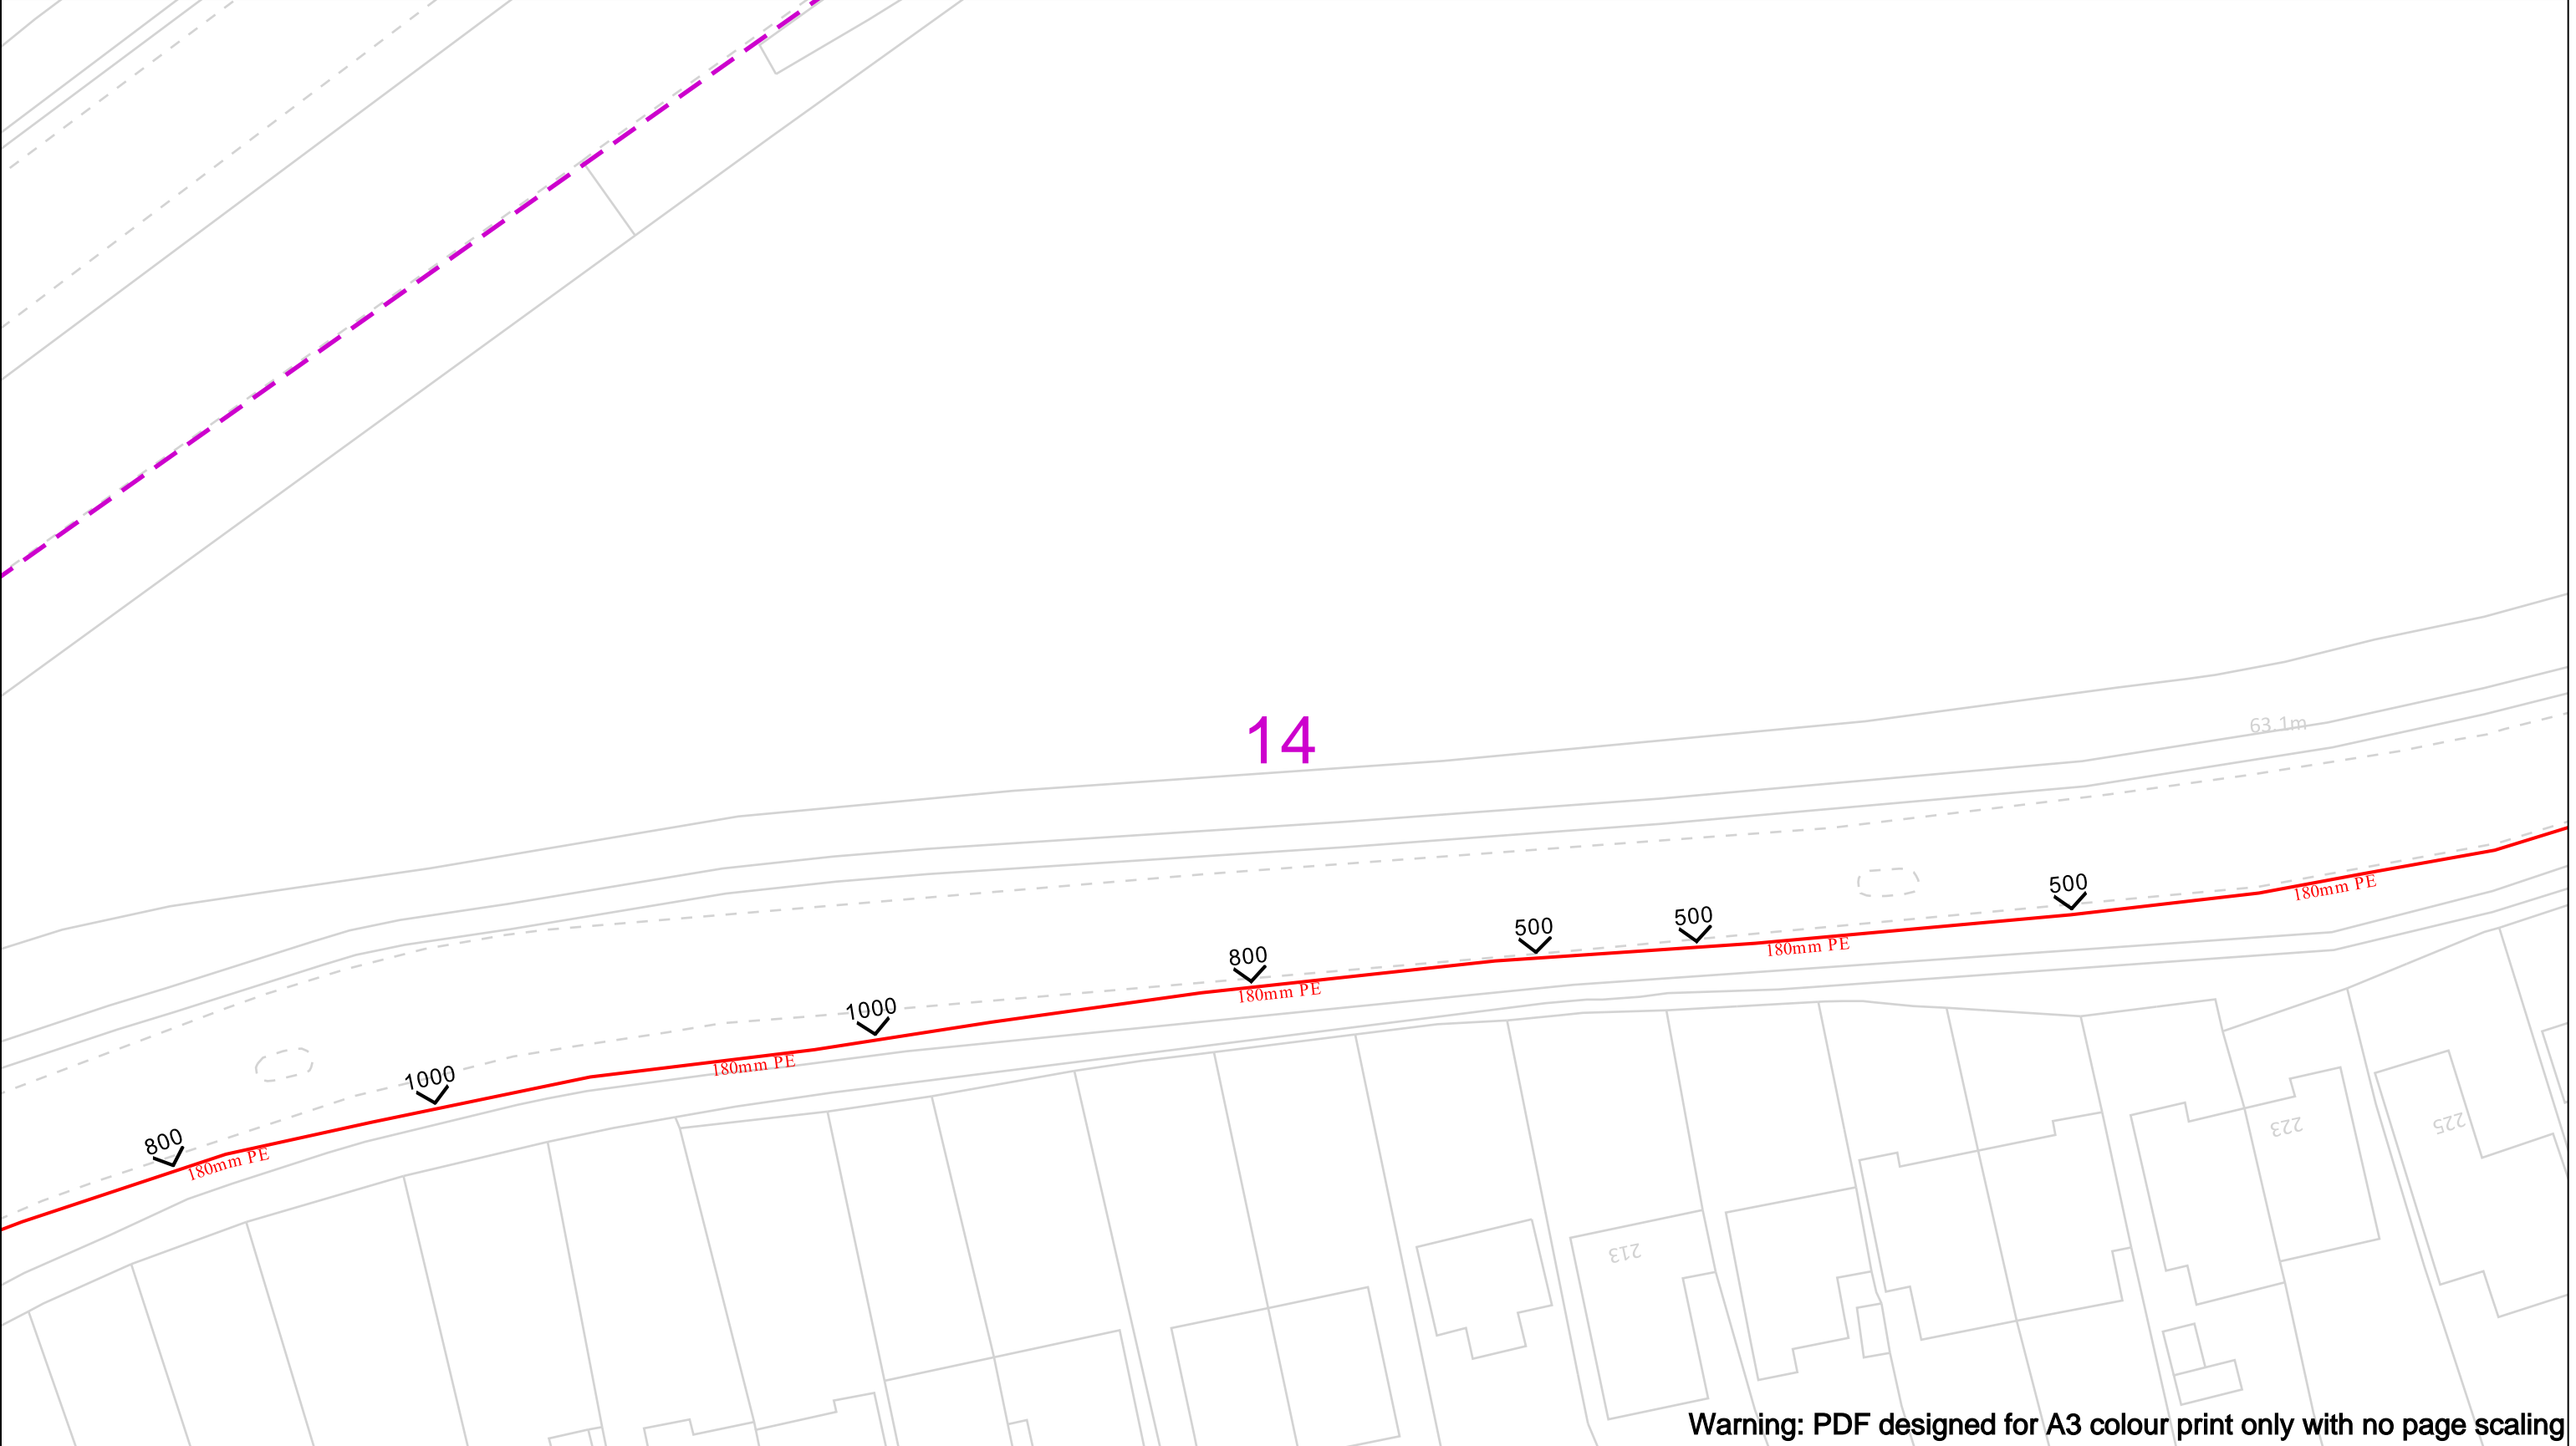 14
63.1m
500
180mm PE
500
500
180mm PE
800
180mm PE
1000
180mm PE
1000
800
180mm PE
223
225
213
Warning: PDF designed for A3 colour print only with no page scaling